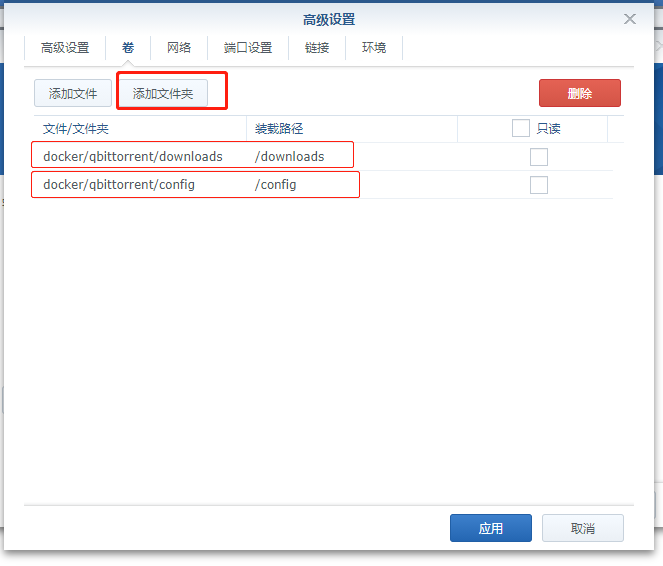 高级设置
高级设置 卷 网络 端口设置 链接 环境
添加文件 添加文件夹 删除
文件/文件夹 装载路径 只读
docker/qbittorrent/downloads /downloads
docker/qbittorrent/config /config
应用 取消